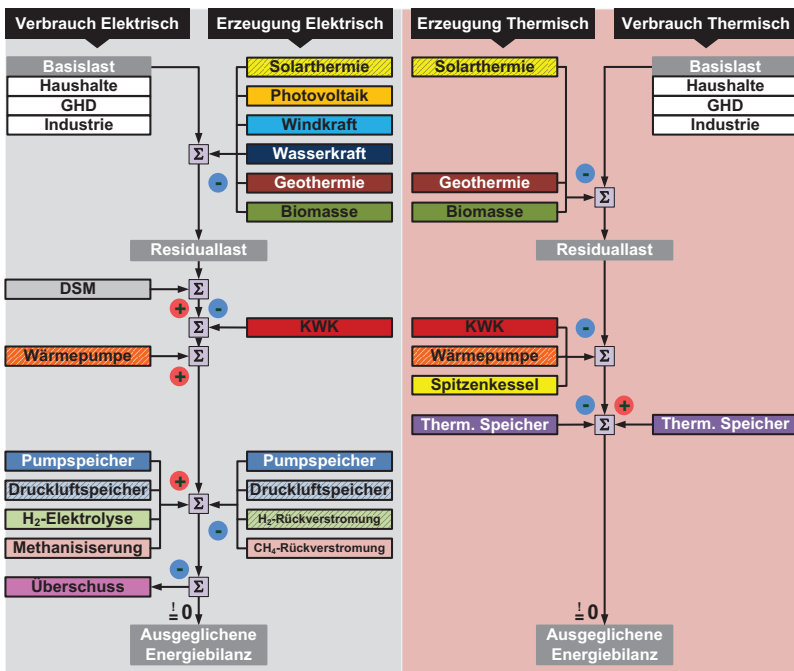 Verbrauch Elektrisch
Erzeugung Elektrisch
Erzeugung Thermisch
Verbrauch Thermisch
Basislast
Haushalte
GHD
Industrie
Solarthermie
Photovoltaik
Windkraft
Wasserkraft
Geothermie
Biomasse
Σ
-
Solarthermie
Geothermie
Biomasse
-
Σ
Basislast
Haushalte
GHD
Industrie
Residuallast
Residuallast
DSM
Σ
+
-
Σ
KWK
Wärmepumpe
Σ
+
KWK
Wärmepumpe
Spitzenkessel
-
Σ
Therm. Speicher
-
+
Σ
Therm. Speicher
Pumpspeicher
Druckluftspeicher
H₂-Elektrolyse
Methanisiserung
+
Σ
-
Pumpspeicher
Druckluftspeicher
H₂-Rückverstromung
CH₄-Rückverstromung
Überschuss
-
Σ
!
= 0
!
= 0
Ausgeglichene
Energiebilanz
Ausgeglichene
Energiebilanz